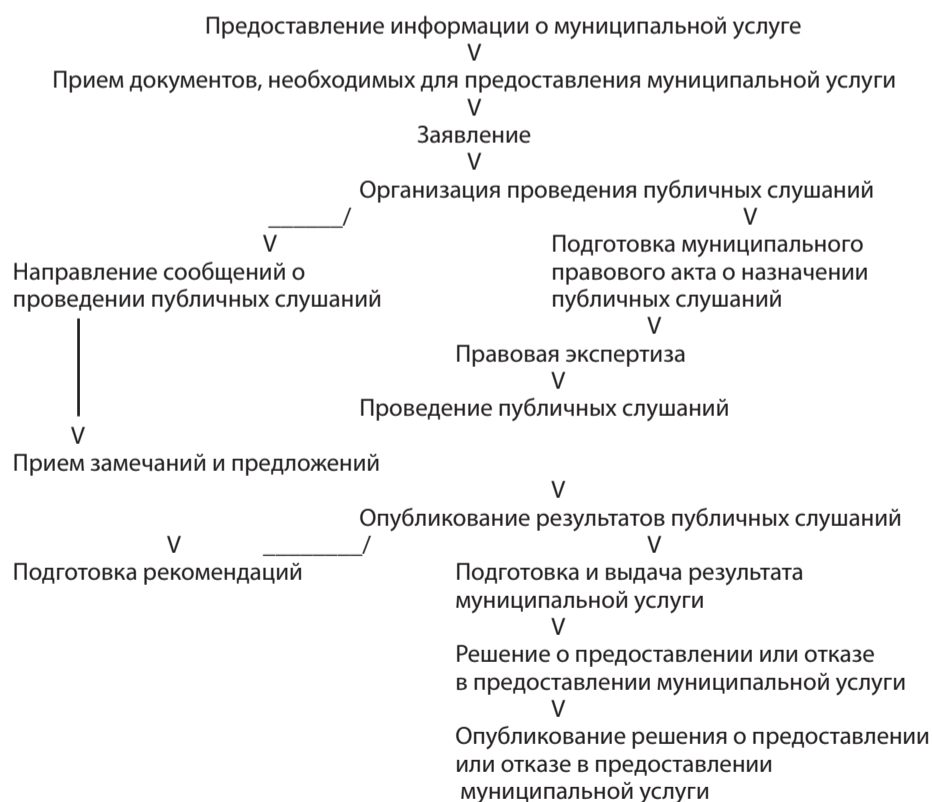 Предоставление информации о муниципальной услуге
V
Прием документов, необходимых для предоставления муниципальной услуги
V
Заявление
V
Организация проведения публичных слушаний
______/ V
V
Подготовка муниципального
правового акта о назначении
публичных слушаний
Направление сообщений о
проведении публичных слушаний
V
Правовая экспертиза
V
Проведение публичных слушаний
V
Прием замечаний и предложений
V
Опубликование результатов публичных слушаний
V ________/ V
Подготовка рекомендаций
Подготовка и выдача результата
муниципальной услуги
V
Решение о предоставлении или отказе
в предоставлении муниципальной услуги
V
Опубликование решения о предоставлении
или отказе в предоставлении
муниципальной услуги